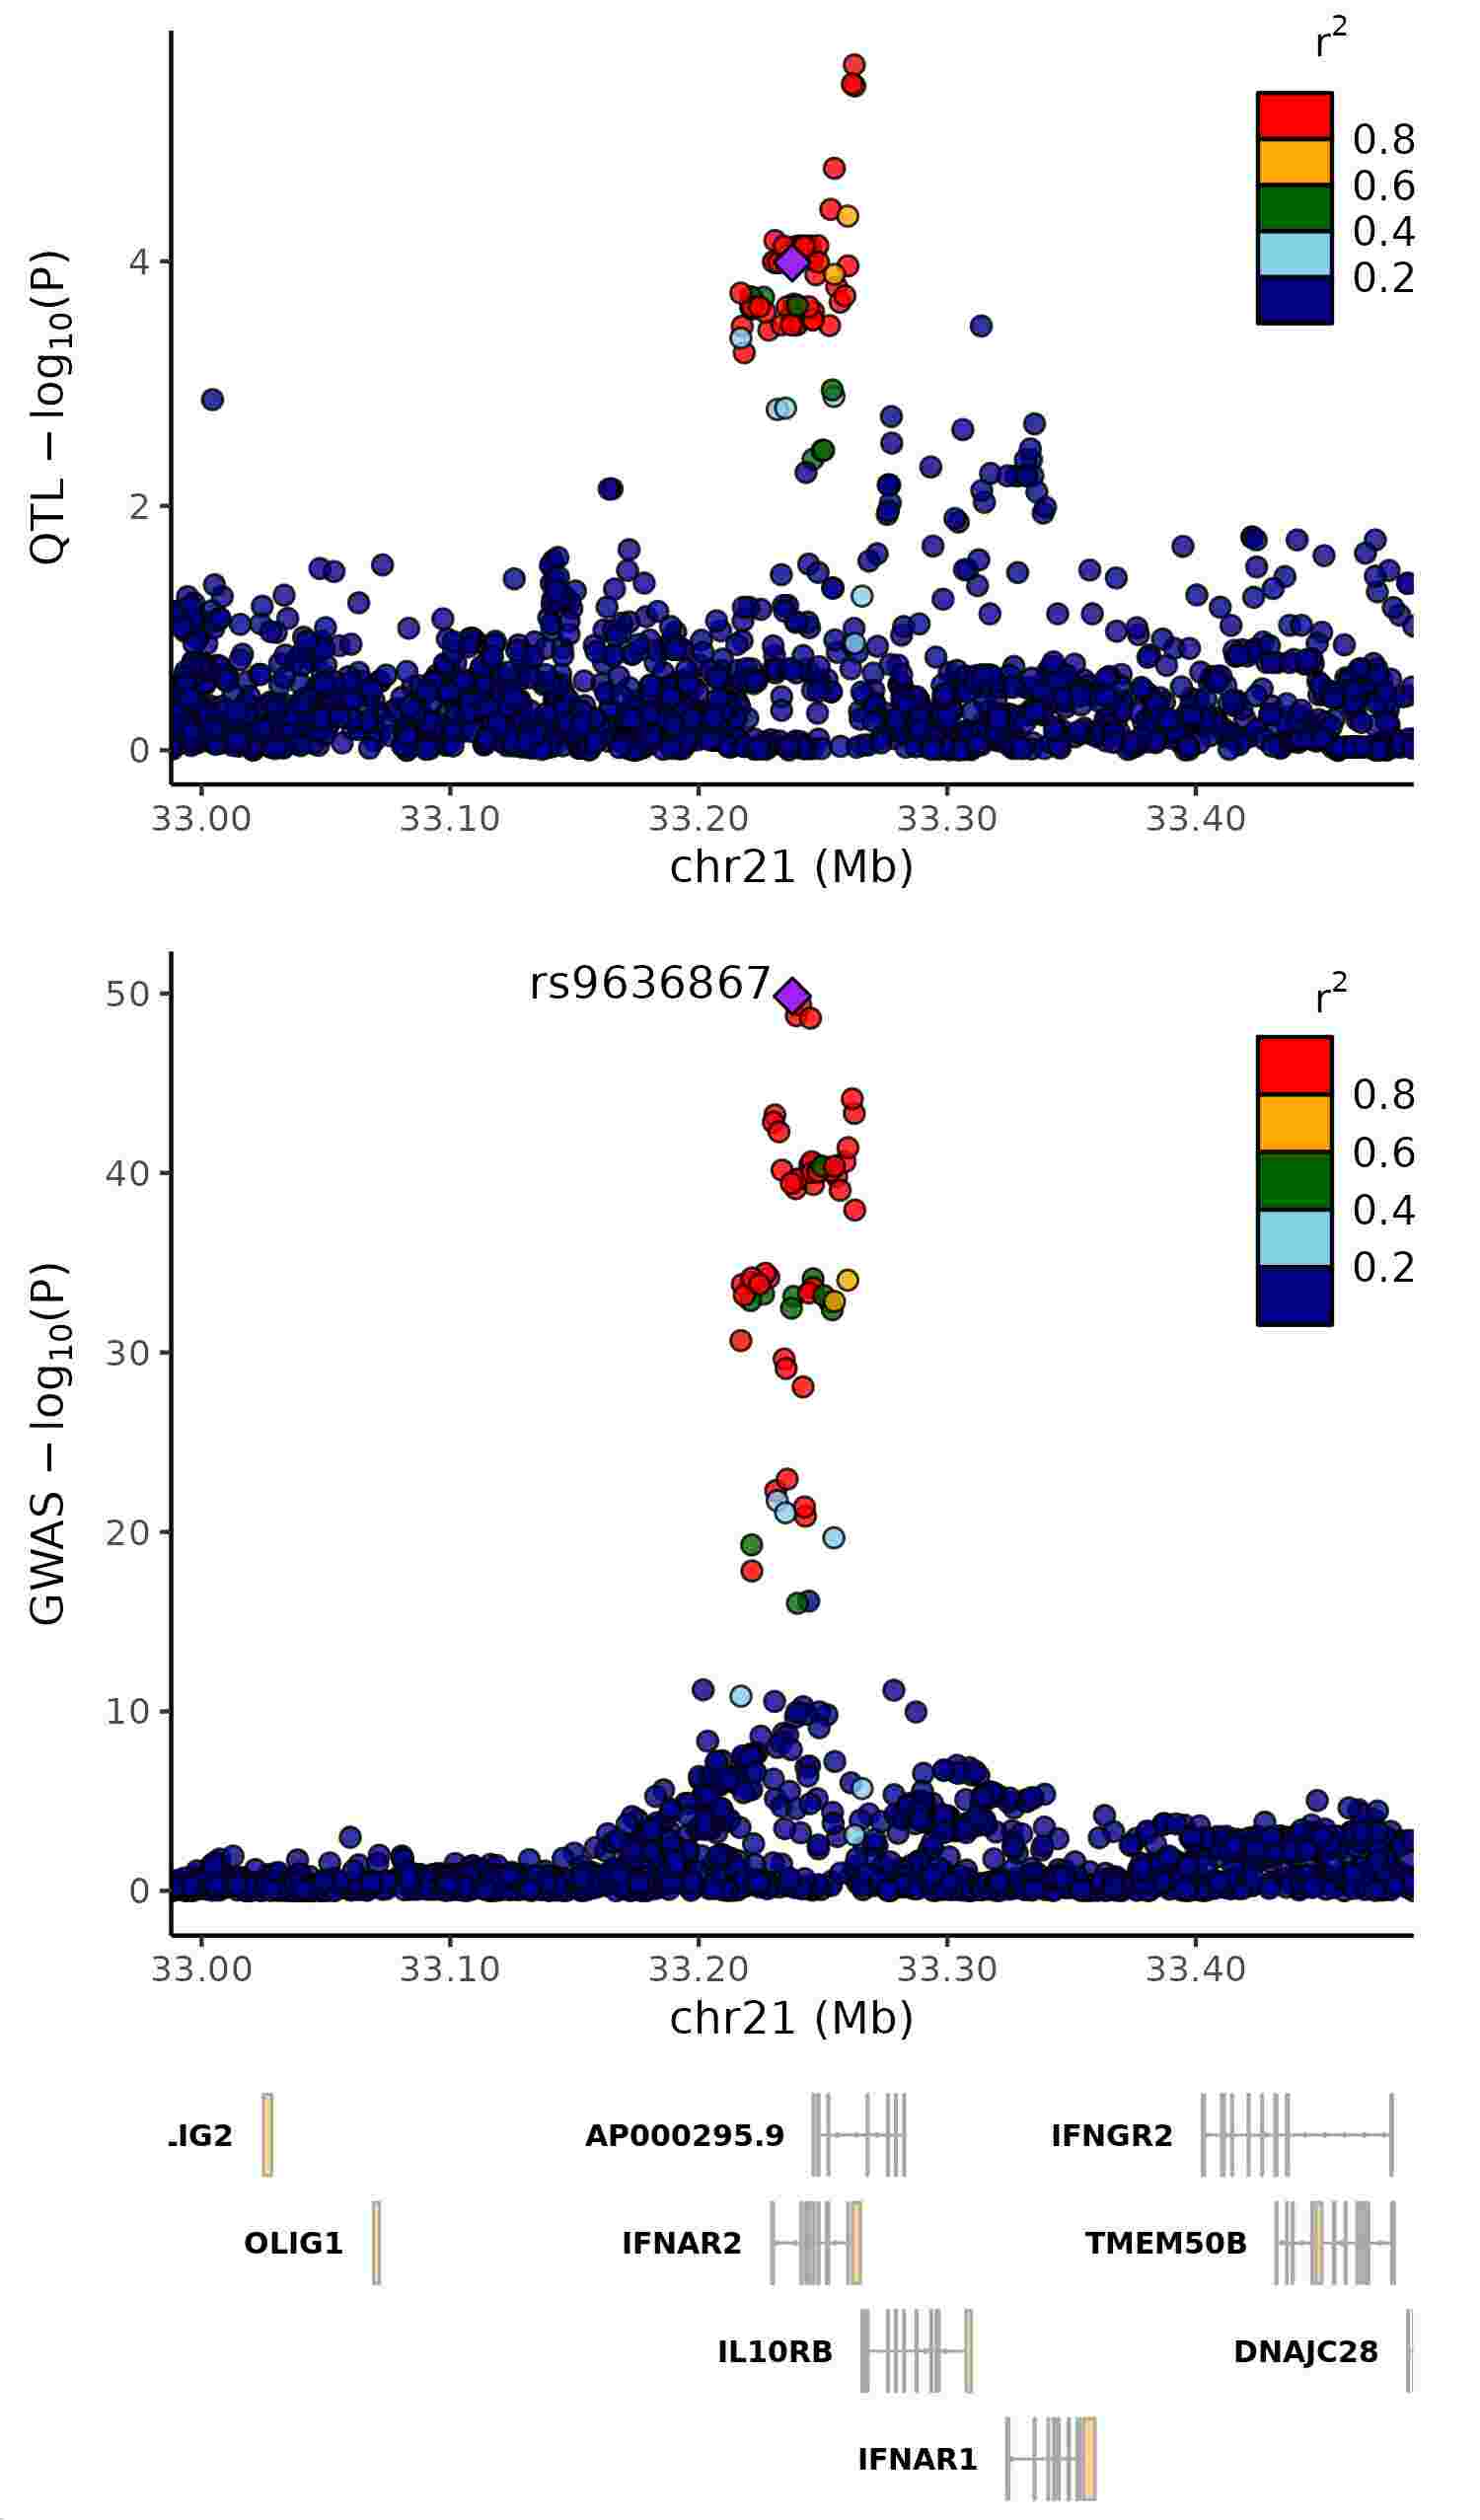 r2
0.8
0.6
0.4
0.2
QTL − log10(P)
4
2
0
33.00 33.10 33.20 33.30 33.40
chr21 (Mb)
rs9636867
r2
0.8
0.6
0.4
0.2
GWAS − log10(P)
50
40
30
20
10
0
33.00 33.10 33.20 33.30 33.40
chr21 (Mb)
.IG2 AP000295.9 IFNGR2
OLIG1 IFNAR2 TMEM50B
IL10RB DNAJC28
IFNAR1